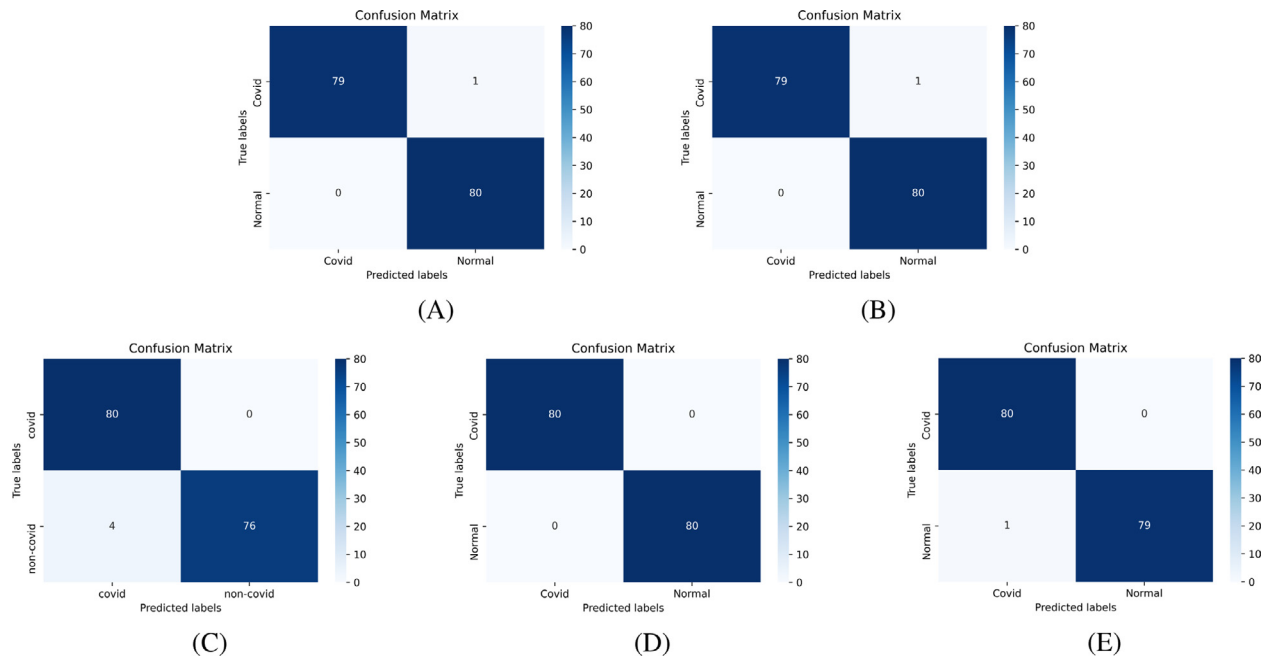 Confusion Matrix
80
70
60
50
40
30
20
10
0
79
1
0
80
Covid
Normal
True labels
Covid
Normal
Predicted labels
(A)
Confusion Matrix
80
70
60
50
40
30
20
10
0
79
1
0
80
Covid
Normal
True labels
Covid
Normal
Predicted labels
(B)
Confusion Matrix
80
70
60
50
40
30
20
10
0
80
0
4
76
covid
non-covid
True labels
covid
non-covid
Predicted labels
(C)
Confusion Matrix
80
70
60
50
40
30
20
10
0
80
0
0
80
Covid
Normal
True labels
Covid
Normal
Predicted labels
(D)
Confusion Matrix
80
70
60
50
40
30
20
10
0
80
0
1
79
Covid
Normal
True labels
Covid
Normal
Predicted labels
(E)